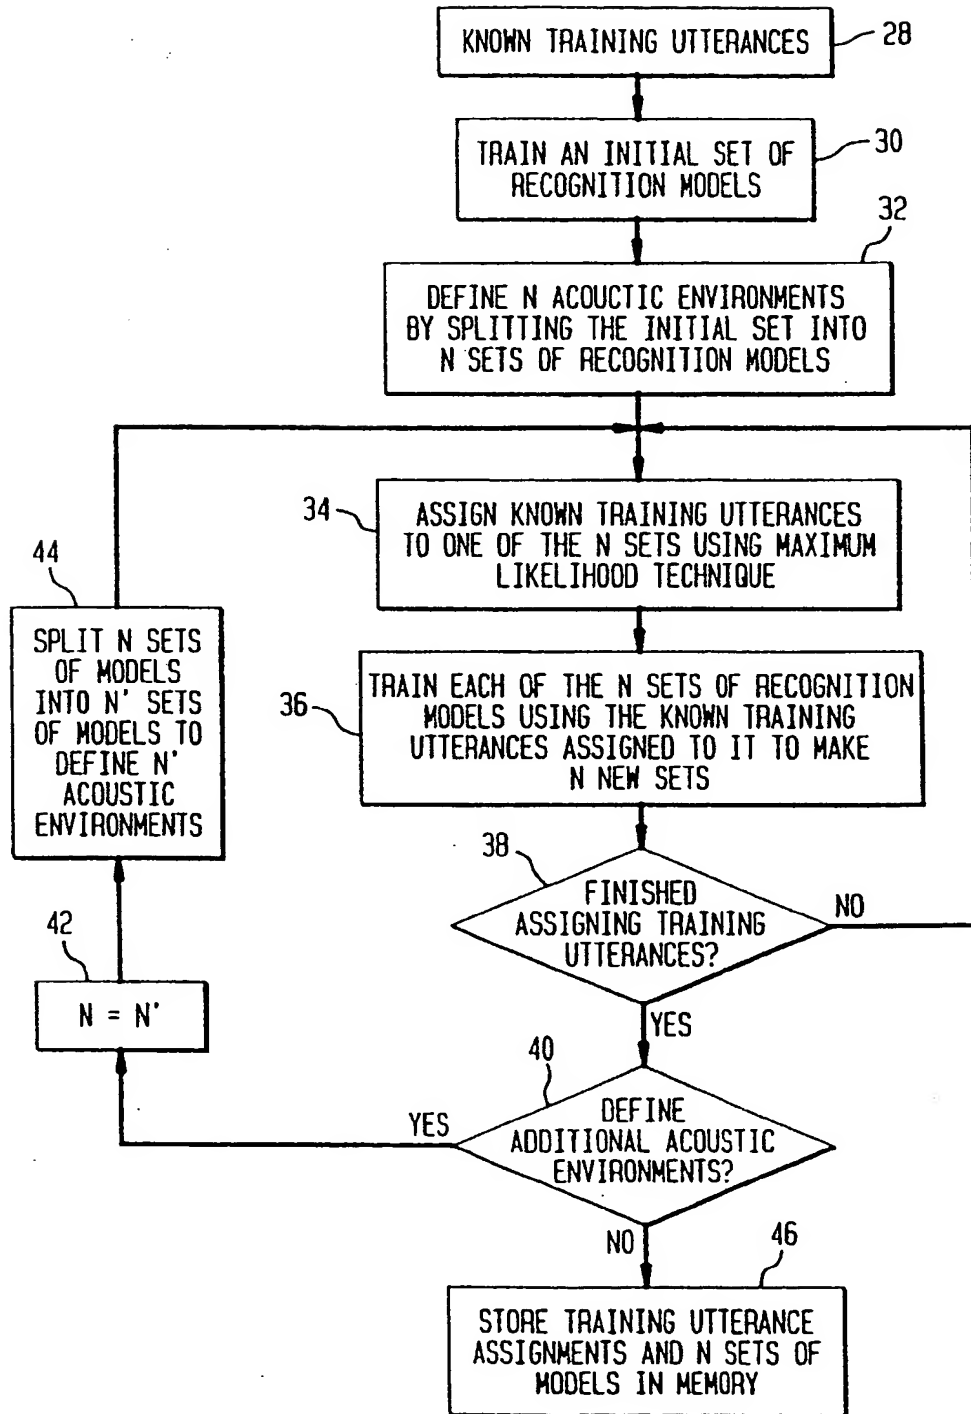 KNOWN TRAINING UTTERANCES
28
TRAIN AN INITIAL SET OF
RECOGNITION MODELS
30
32
DEFINE N ACOUCTIC ENVIRONMENTS
BY SPLITTING THE INITIAL SET INTO
N SETS OF RECOGNITION MODELS
34
ASSIGN KNOWN TRAINING UTTERANCES
TO ONE OF THE N SETS USING MAXIMUM
LIKELIHOOD TECHNIQUE
44
SPLIT N SETS
OF MODELS
INTO N' SETS
OF MODELS TO
DEFINE N'
ACOUSTIC
ENVIRONMENTS
36
TRAIN EACH OF THE N SETS OF RECOGNITION
MODELS USING THE KNOWN TRAINING
UTTERANCES ASSIGNED TO IT TO MAKE
N NEW SETS
38
FINISHED
ASSIGNING TRAINING
UTTERANCES?
NO
YES
42
N = N'
40
DEFINE
ADDITIONAL ACOUSTIC
ENVIRONMENTS?
YES
NO
46
STORE TRAINING UTTERANCE
ASSIGNMENTS AND N SETS OF
MODELS IN MEMORY